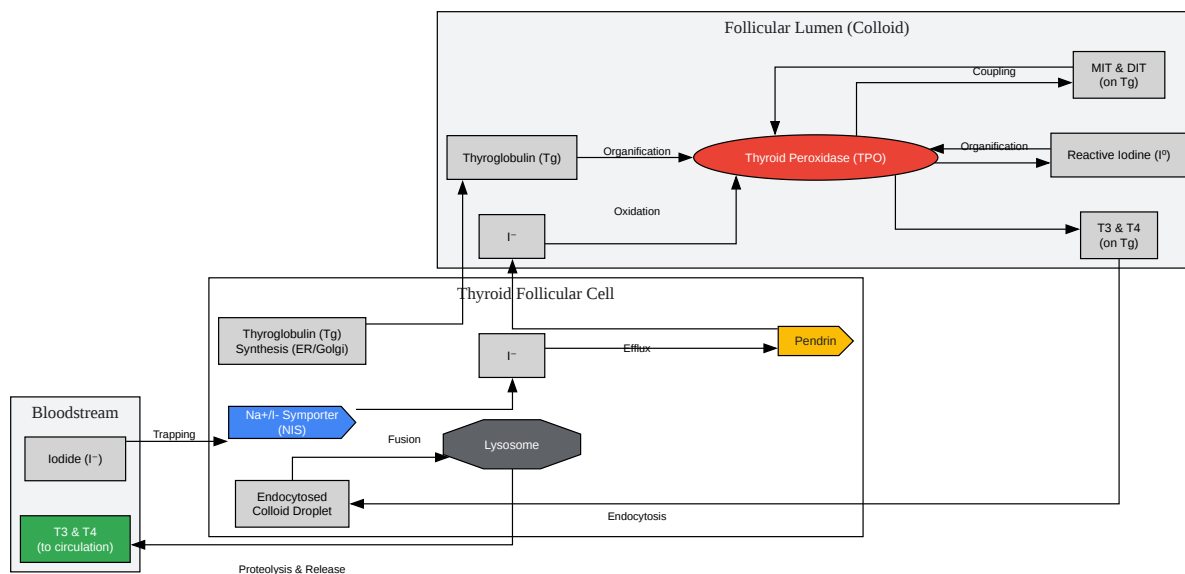 Follicular Lumen (Colloid)
MIT & DIT
(on Tg)
Coupling
Thyroglobulin (Tg)
Organification
Thyroid Peroxidase (TPO)
Organification
Reactive Iodine (I⁰)
Oxidation
I⁻
T3 & T4
(on Tg)
Thyroid Follicular Cell
Thyroglobulin (Tg)
Synthesis (ER/Golgi)
I⁻
Efflux
Pendrin
Bloodstream
Iodide (I⁻)
Trapping
Na+/I- Symporter
(NIS)
Fusion
Lysosome
Endocytosed
Colloid Droplet
Endocytosis
T3 & T4
(to circulation)
Proteolysis & Release